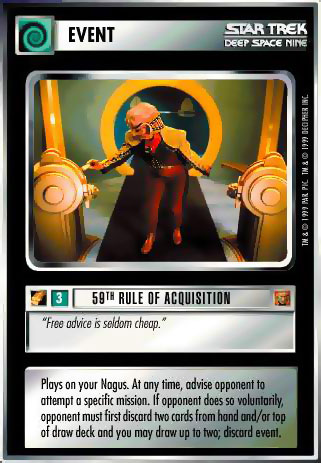 EVENT
STAR TREK
DEEP SPACE NINE
TM & © 1999 PAR. PIC. TM & © 1999 DECIPHER INC.
3
59TH RULE OF ACQUISITION
"Free advice is seldom cheap."
Plays on your Nagus. At any time, advise opponent to
attempt a specific mission. If opponent does so voluntarily,
opponent must first discard two cards from hand and/or top
of draw deck and you may draw up to two; discard event.